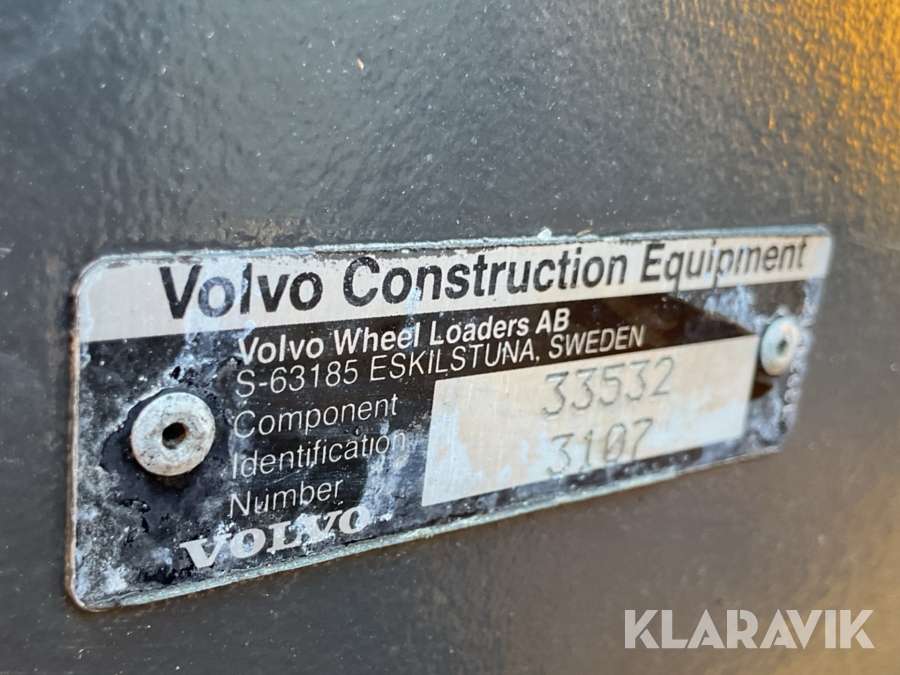 Volvo Construction Equipment
Volvo Wheel Loaders AB
S-63185 ESKILSTUNA, SWEDEN
Component
Identification
Number
33532
3107
VOLVO
KLARAVIK